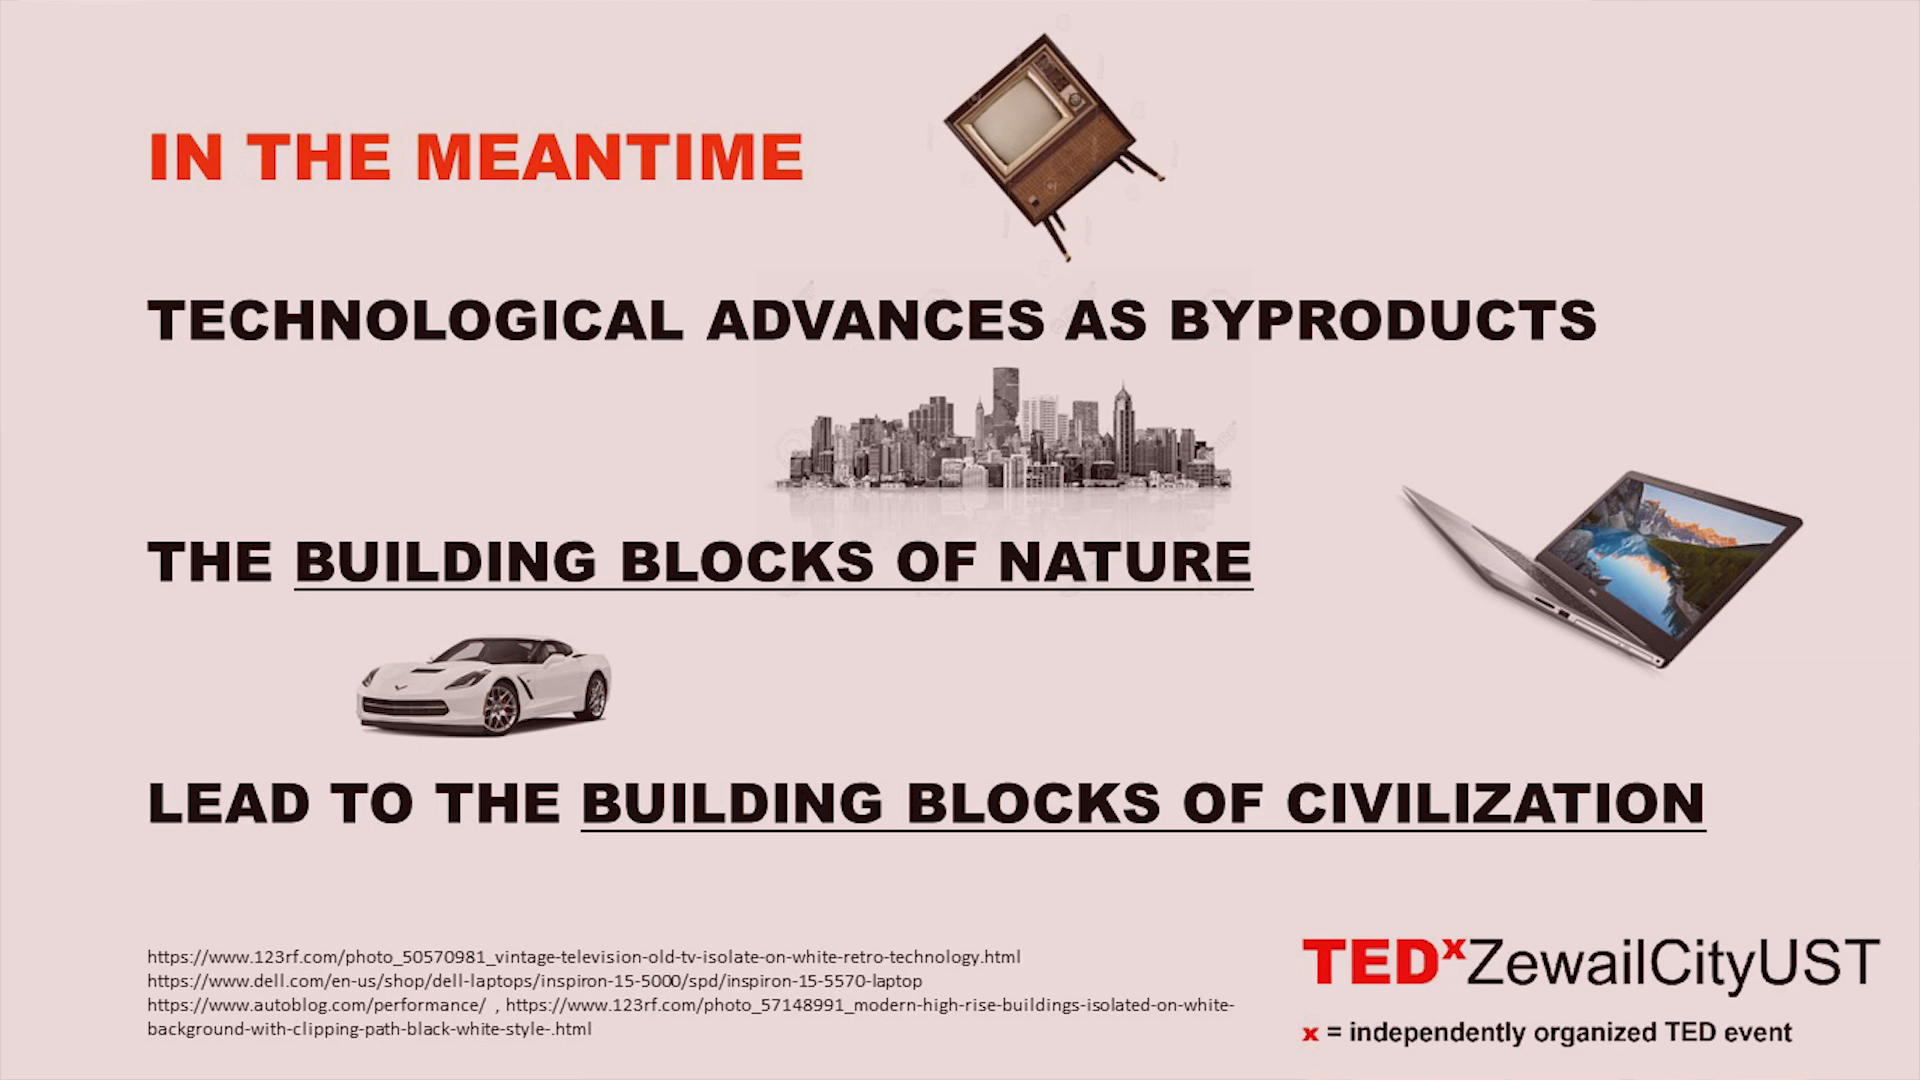 IN THE MEANTIME
TECHNOLOGICAL ADVANCES AS BYPRODUCTS
THE BUILDING BLOCKS OF NATURE
LEAD TO THE BUILDING BLOCKS OF CIVILIZATION
https://www.123rf.com/photo_50570981_vintage-television-old-tv-isolate-on-white-retro-technology.html
https://www.dell.com/en-us/shop/dell-laptops/inspiron-15-5000/spd/inspiron-15-5570-laptop
https://www.autoblog.com/performance/ , https://www.123rf.com/photo_57148991_modern-high-rise-buildings-isolated-on-white-
background-with-clipping-path-black-white-style-.html
TEDxZewailCityUST
x = independently organized TED event